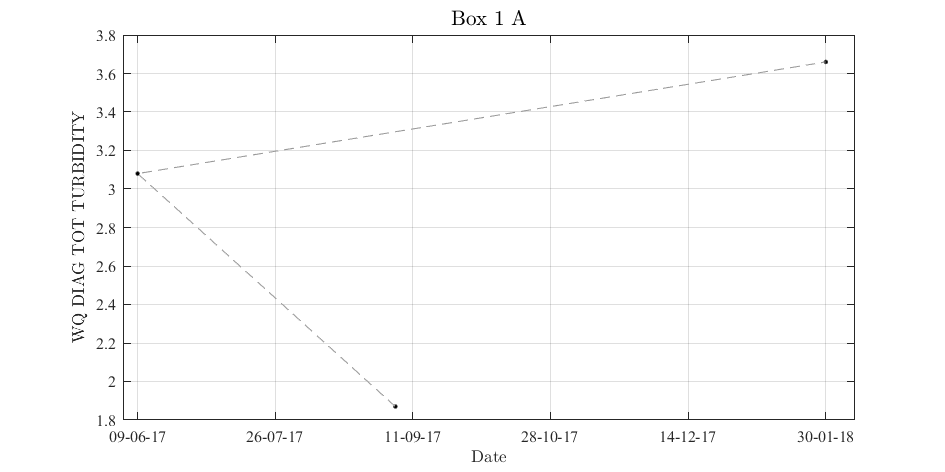 Box 1 A
WQ DIAG TOT TURBIDITY
3.8
3.6
3.4
3.2
3
2.8
2.6
2.4
2.2
2
1.8
09-06-17 26-07-17 11-09-17 28-10-17 14-12-17 30-01-18
Date